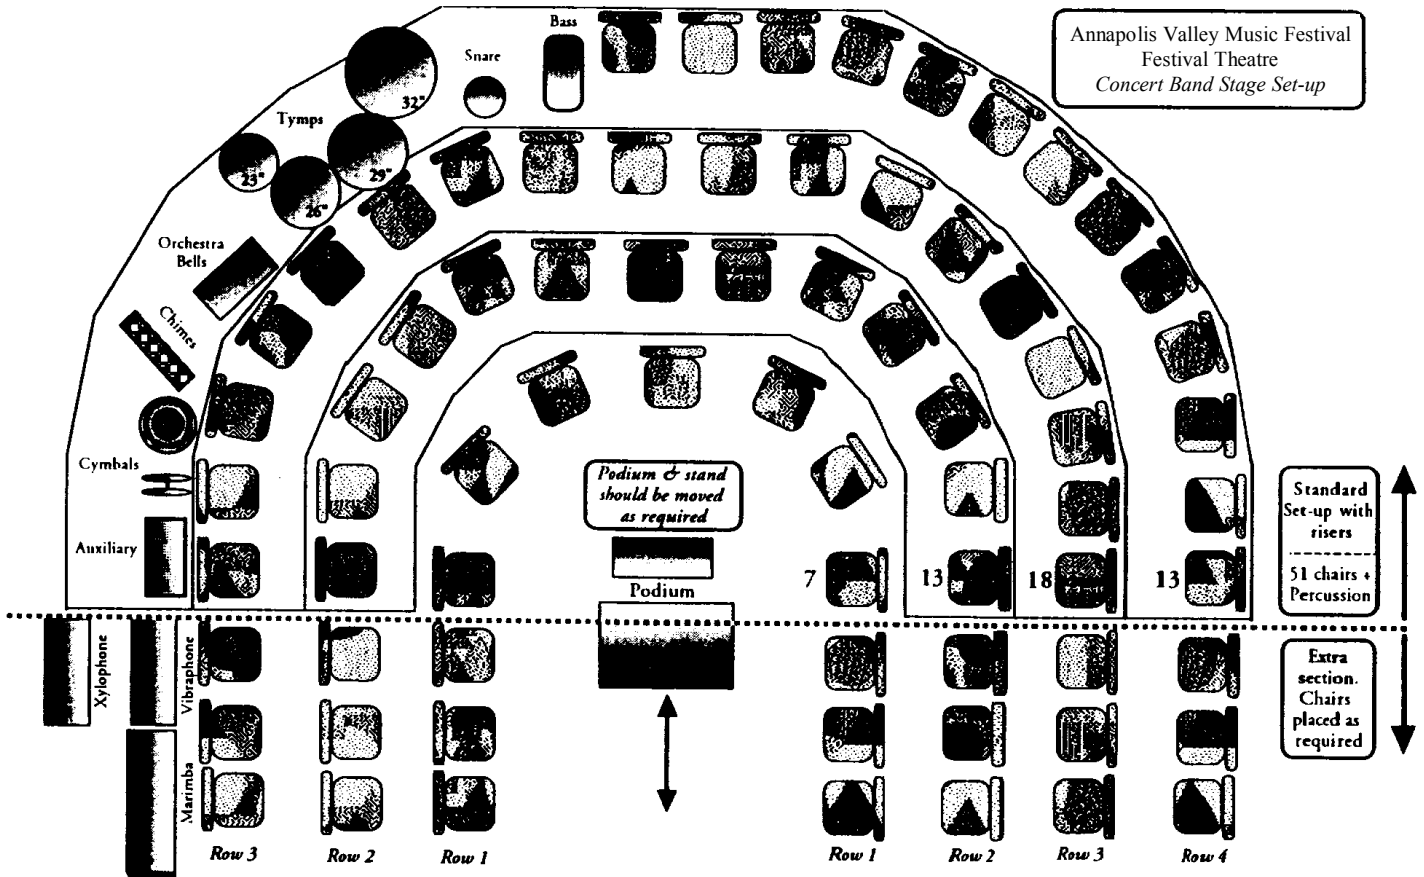 Annapolis Valley Music Festival
Festival Theatre
Concert Band Stage Set-up
Bass
Snare
32"
Tymps
29"
23"
26"
Orchestra
Bells
Chimes
Cymbals
Auxiliary
Podium & stand
should be moved
as required
Podium
7
13
18
13
Standard
Set-up with
risers
51 chairs +
Percussion
Xylophone
Vibraphone
Marimba
Extra
section.
Chairs
placed as
required
Row 3
Row 2
Row 1
Row 1
Row 2
Row 3
Row 4